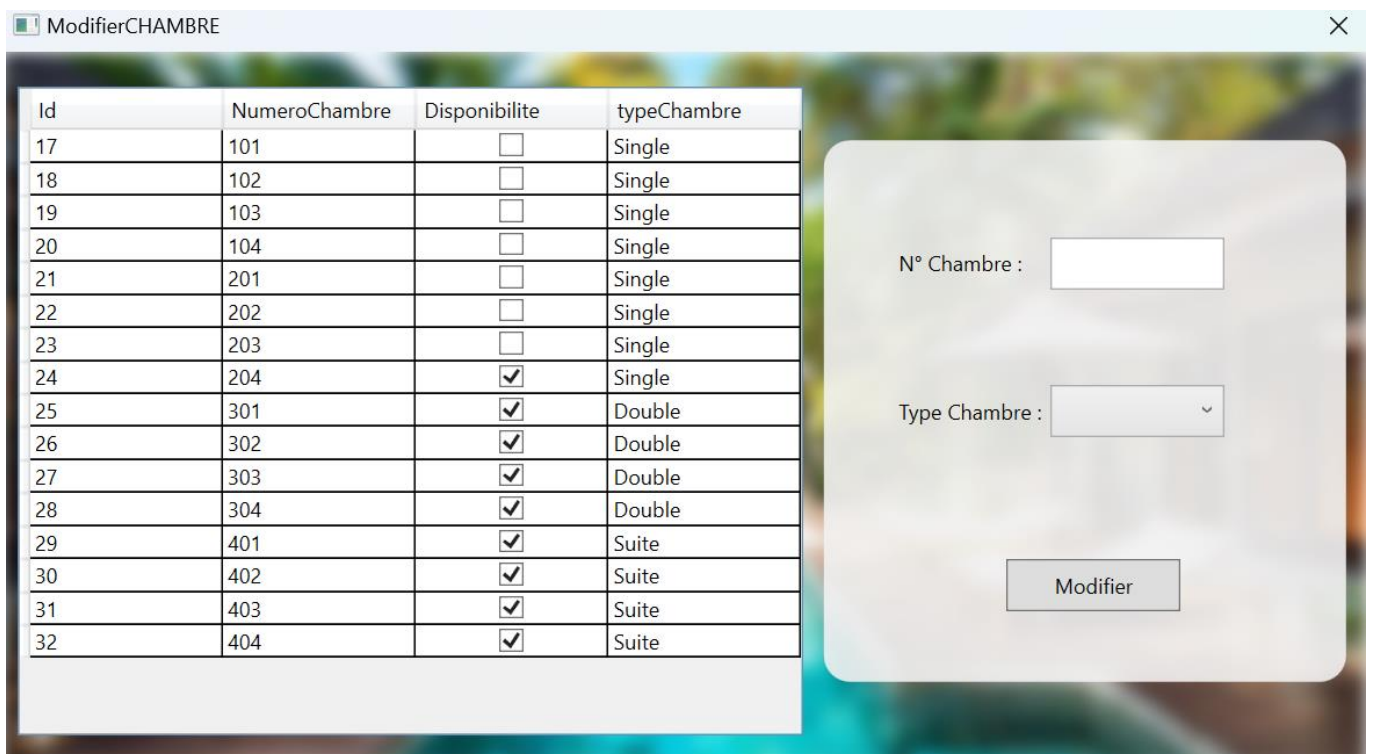 ModifierCHAMBRE
Id NumeroChambre Disponibilite typeChambre
17 101 Single
18 102 Single
19 103 Single
20 104 Single
21 201 Single
22 202 Single
23 203 Single
24 204 Single
25 301 Double
26 302 Double
27 303 Double
28 304 Double
29 401 Suite
30 402 Suite
31 403 Suite
32 404 Suite
N° Chambre :
Type Chambre :
Modifier